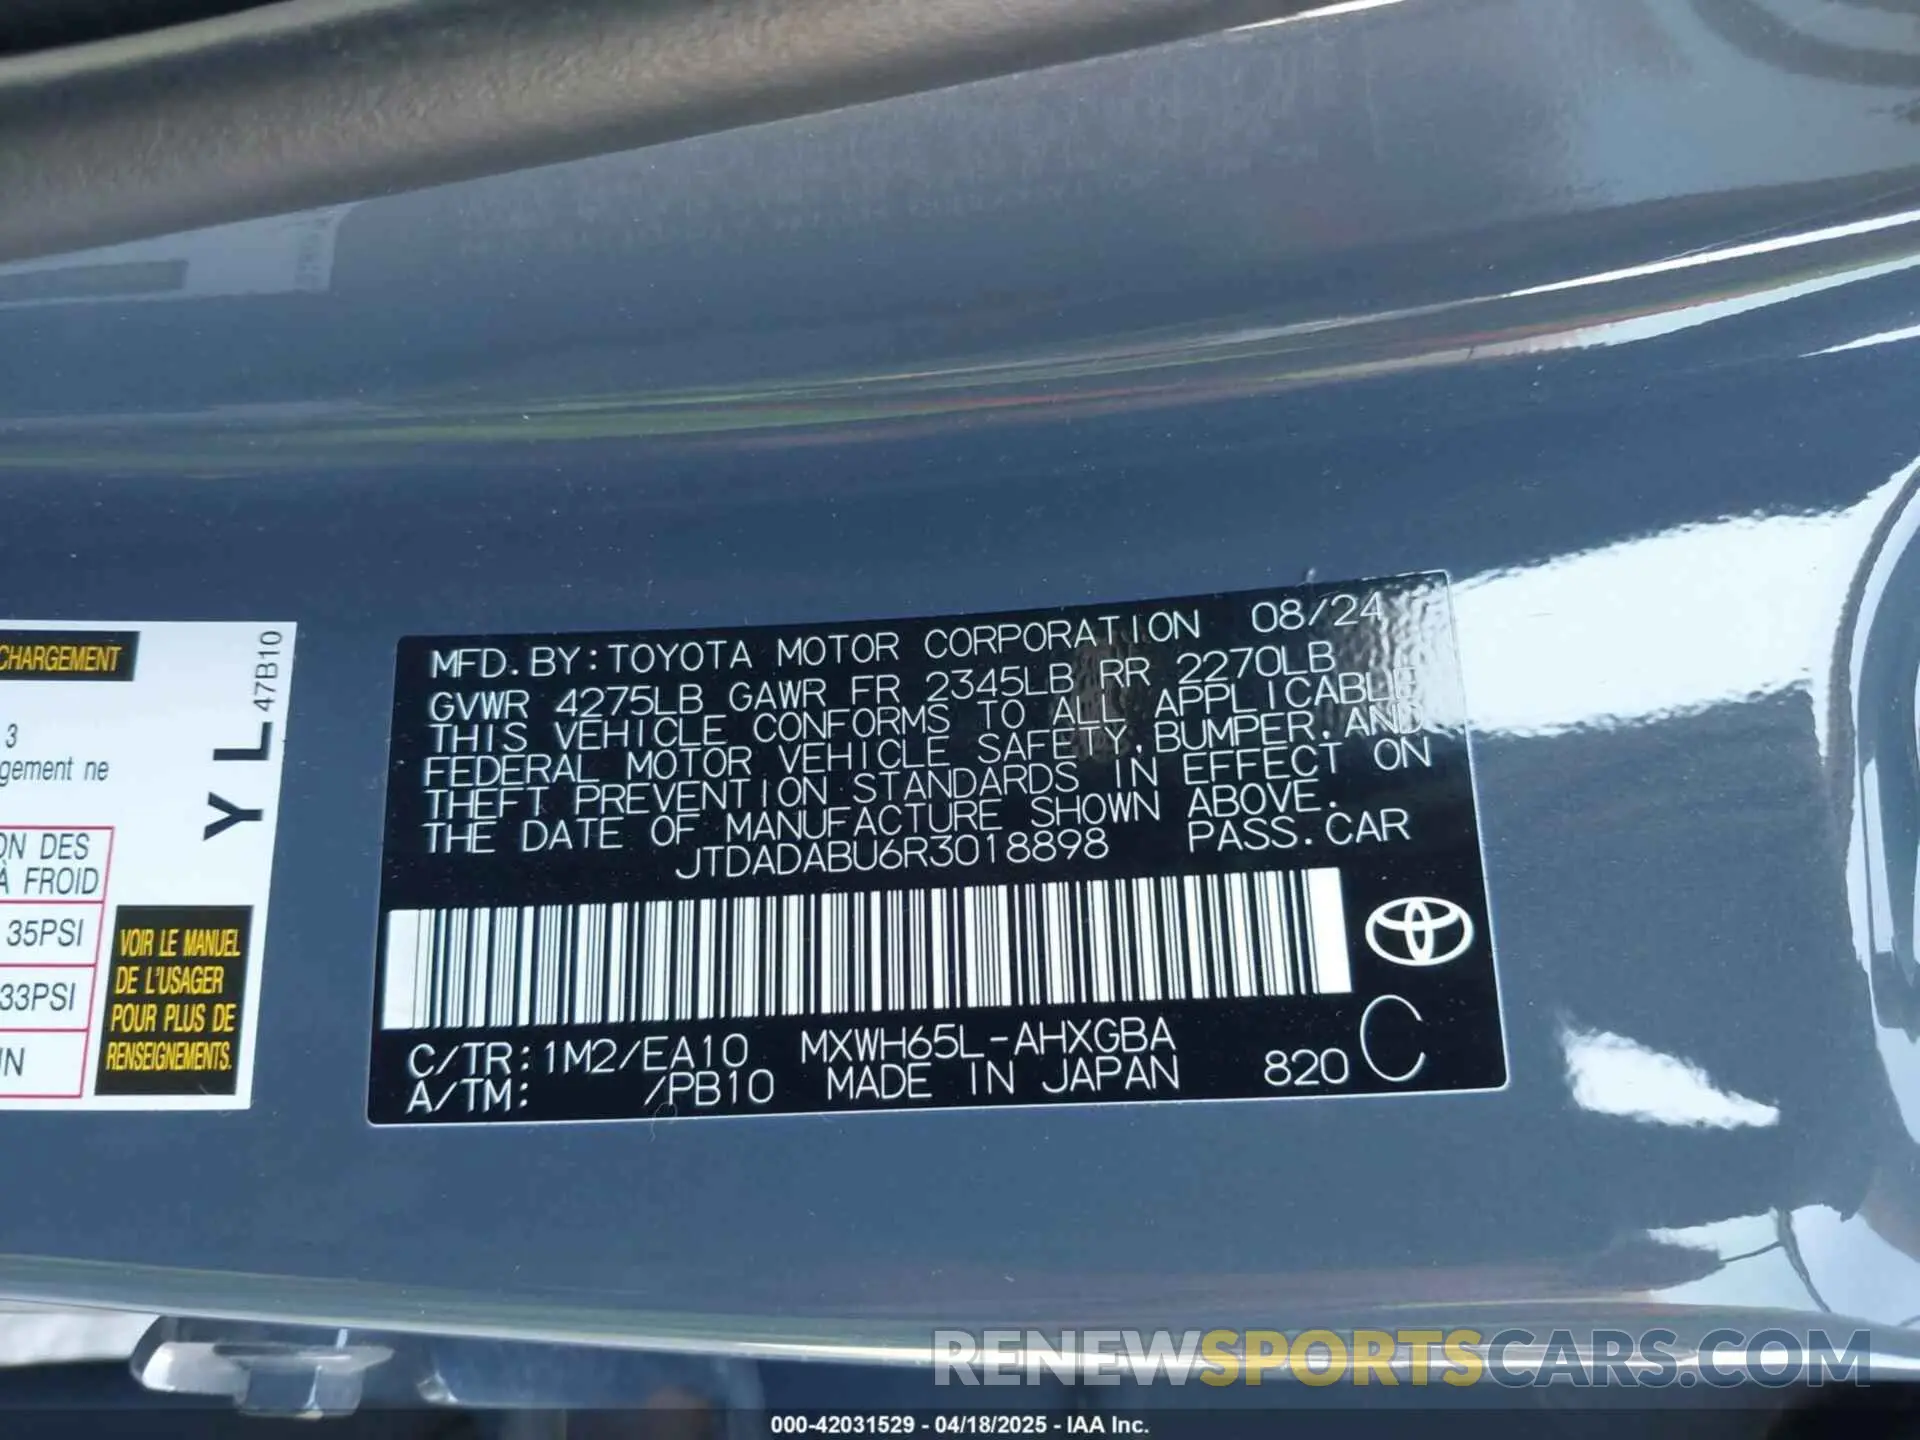 CHARGEMENT
3
gement ne
ON DES
À FROID
35PSI
33PSI
YL
47B10
VOIR LE MANUEL
DE L'USAGER
POUR PLUS DE
RENSEIGNEMENTS.
MFD.BY:TOYOTA MOTOR CORPORATION 08/24
GVWR 4275LB GAWR FR 2345LB RR 2270LB
THIS VEHICLE CONFORMS TO ALL APPLICABLE
FEDERAL MOTOR VEHICLE SAFETY,BUMPER,AND
THEFT PREVENTION STANDARDS IN EFFECT ON
THE DATE OF MANUFACTURE SHOWN ABOVE.
JTDADABU6R3018898 PASS.CAR
C/TR:1M2/EA10 MXWH65L-AHXGBA
A/TM: /PB10 MADE IN JAPAN 820 C
RENEWSPORTSCARS.COM
000-42031529 - 04/18/2025 - IAA Inc.